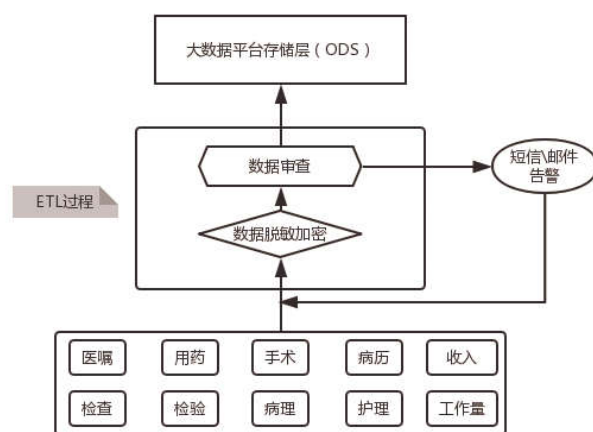 大数据平台存储层（ODS）
数据审查
短信\邮件
告警
ETL过程
数据脱敏加密
医嘱
用药
手术
病历
收入
检查
检验
病理
护理
工作量